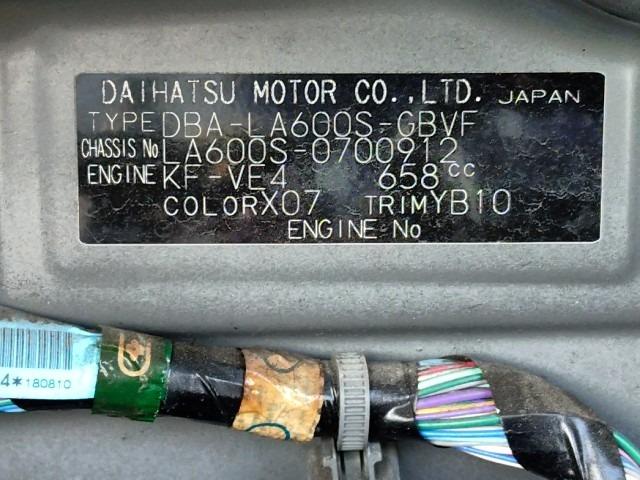 DAIHATSU MOTOR CO.,LTD. JAPAN
TYPE DBA-LA600S-GBVF
CHASSIS No LA600S-0700912
ENGINE KF-VE4 658cc
COLOR X07 TRIM YB10
ENGINE No
4*180810